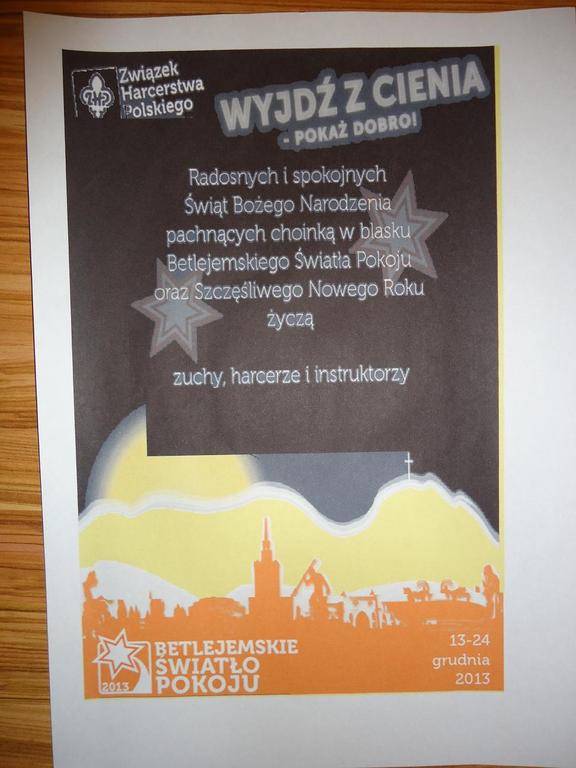 Związek
Harcerstwa
Polskiego
WYJDŹ Z CIENIA
- POKAŻ DOBRO!
Radosnych i spokojnych
Świąt Bożego Narodzenia
pachnących choinką w blasku
Betlejemskiego Światła Pokoju
oraz Szczęśliwego Nowego Roku
życzą
zuchy, harcerze i instruktorzy
BETLEJEMSKIE
ŚWIATŁO
POKOJU
2013
13-24
grudnia
2013